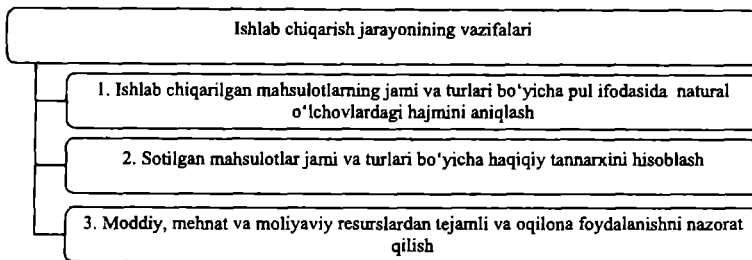 Ishlab chiqarish jarayonining vazifalari
1. Ishlab chiqarilgan mahsulotlarning jami va turlari bo‘yicha pul ifodasida natural
o‘lchovlardagi hajmini aniqlash
2. Sotilgan mahsulotlar jami va turlari bo‘yicha haqiqiy tannarxini hisoblash
3. Moddiy, mehnat va moliyaviy resurslardan tejamli va oqilona foydalanishni nazorat
qilish